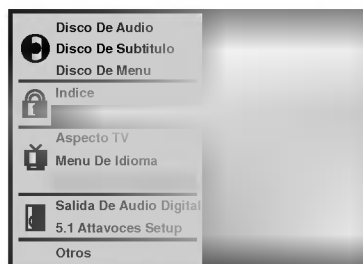 Disco De Audio
Disco De Subtitulo
Disco De Menu
Indice
Aspecto TV
Menu De Idioma
Salida De Audio Digital
5.1 Attavoces Setup
Otros